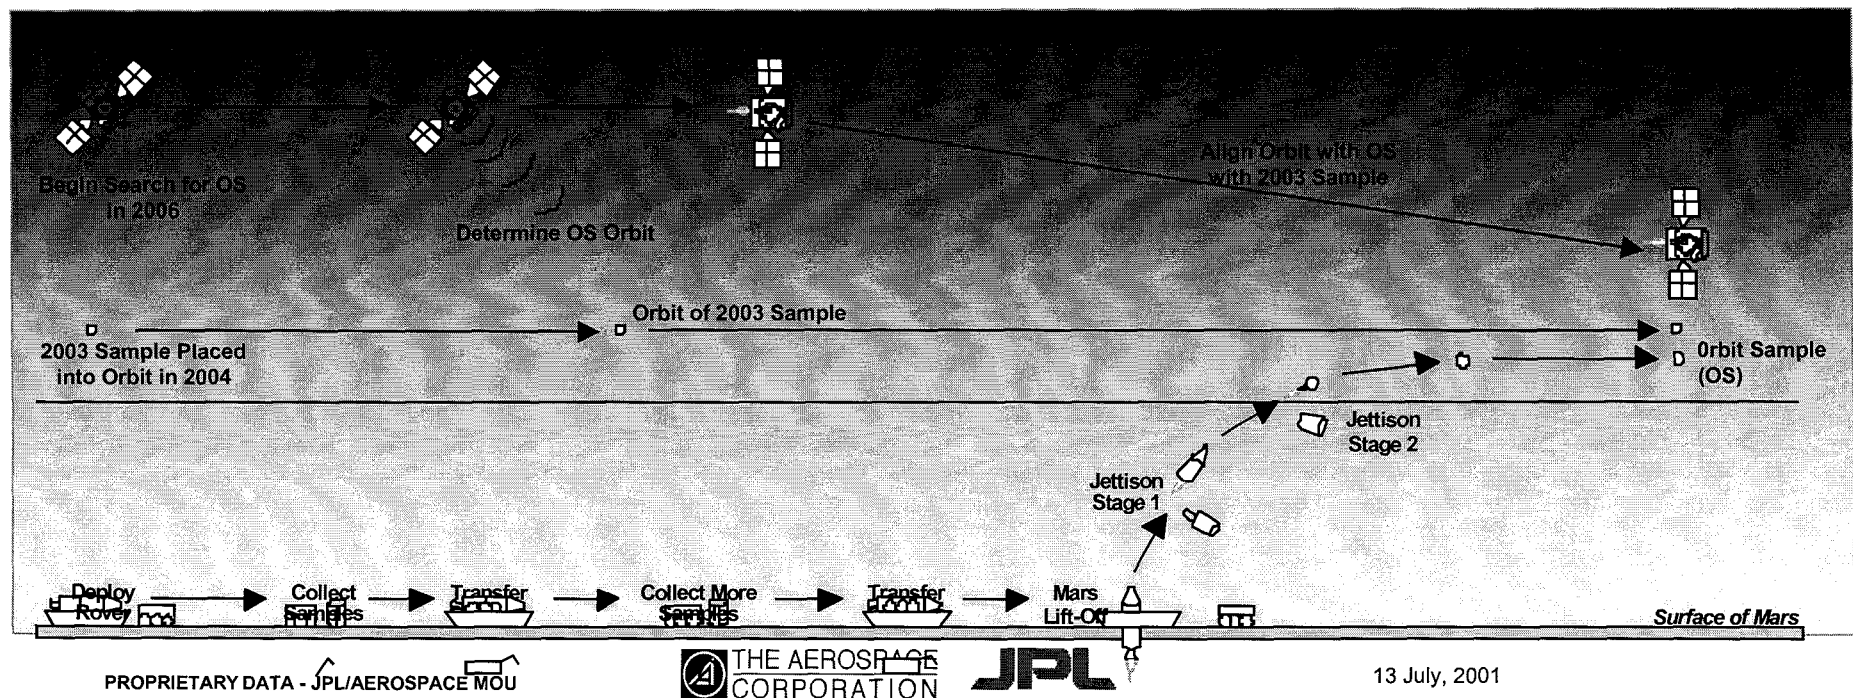 Begin Search for OS
in 2006
Determine OS Orbit
Align Orbit with OS
with 2003 Sample
Orbit of 2003 Sample
2003 Sample Placed
into Orbit in 2004
0rbit Sample
(OS)
Jettison
Stage 2
Jettison
Stage 1
Deploy
Rover
Collect
Samples
Transfer
Collect More
Samples
Transfer
Mars
Lift-Off
Surface of Mars
PROPRIETARY DATA - JPL/AEROSPACE MOU
THE AEROSPACE
CORPORATION
JPL
13 July, 2001